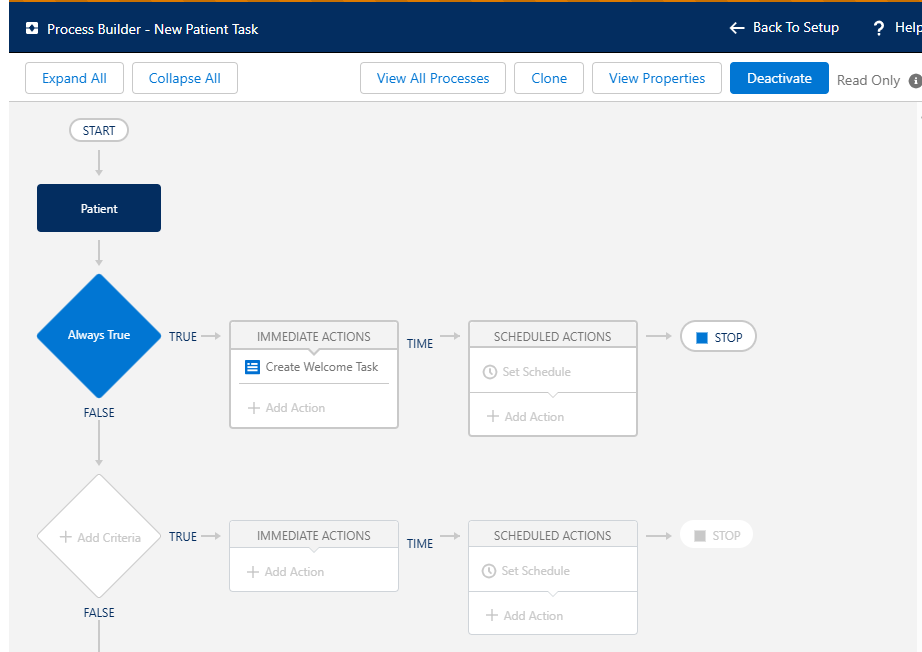 Process Builder - New Patient Task
Back To Setup
? Help
Expand All
Collapse All
View All Processes
Clone
View Properties
Deactivate
Read Only
START
Patient
Always True
TRUE
IMMEDIATE ACTIONS
Create Welcome Task
+ Add Action
TIME
SCHEDULED ACTIONS
Set Schedule
+ Add Action
STOP
FALSE
+ Add Criteria
TRUE
IMMEDIATE ACTIONS
+ Add Action
TIME
SCHEDULED ACTIONS
Set Schedule
+ Add Action
STOP
FALSE